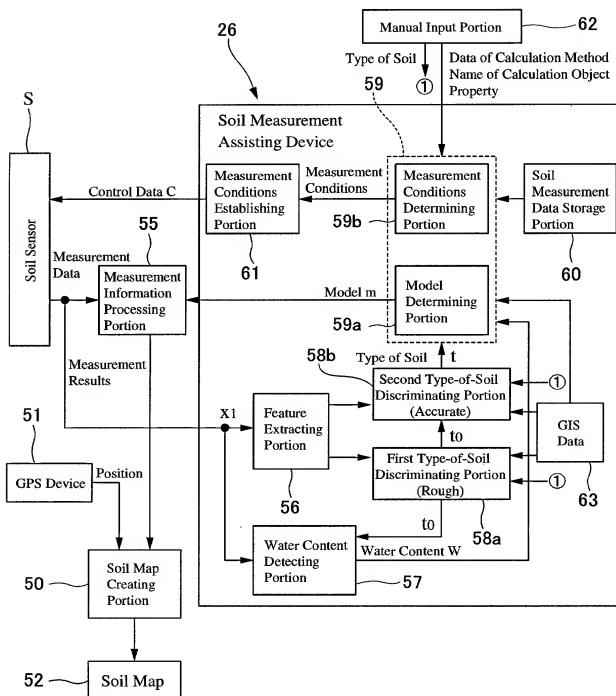 Manual Input Portion
62
26
Type of Soil
①
Data of Calculation Method
Name of Calculation Object
Property
S
Soil Measurement
Assisting Device
59
Soil Sensor
Control Data C
Measurement
Conditions
Establishing
Portion
61
Measurement
Conditions
Measurement
Conditions
Determining
Portion
59b
Soil
Measurement
Data Storage
Portion
60
Measurement
Data
55
Measurement
Information
Processing
Portion
Model m
Model
Determining
Portion
59a
Measurement
Results
Type of Soil
t
58b
Second Type-of-Soil
Discriminating Portion
(Accurate)
①
X1
Feature
Extracting
Portion
56
t0
GIS
Data
63
51
GPS Device
Position
First Type-of-Soil
Discriminating Portion
(Rough)
①
58a
t0
Water Content
Detecting
Portion
57
Water Content W
50
Soil Map
Creating
Portion
52
Soil Map